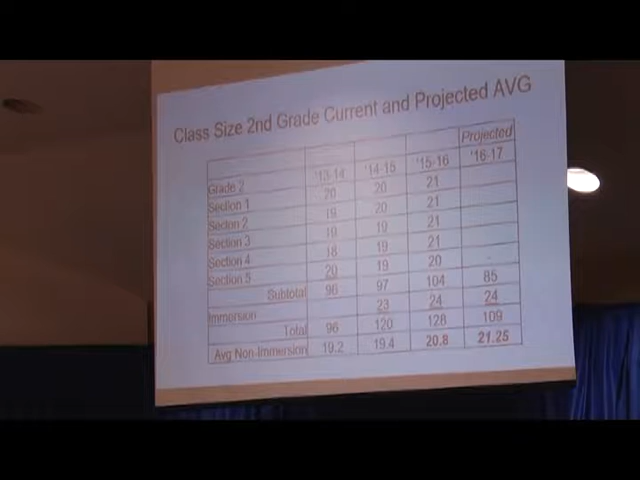 Class Size 2nd Grade Current and Projected AVG
Projected
Grade 2 '13-14 '14-15 '15-16 '16-17
Section 1 20 20 21
Section 2 19 20 21
Section 3 19 19 21
Section 4 18 19 21
Section 5 20 19 20
Subtotal 96 97 104 85
Immersion 23 24 24
Total 96 120 128 109
Avg Non-Immersion 19.2 19.4 20.8 21.25